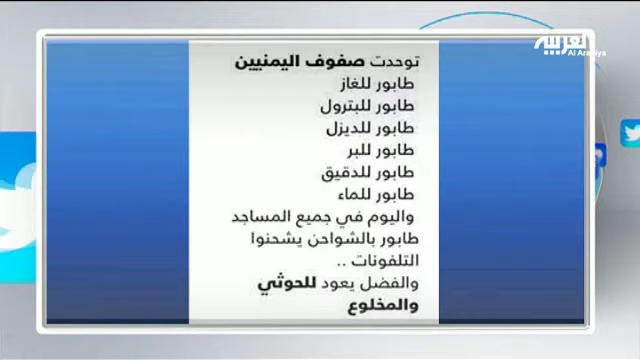 العربية
Al Arabiya
توحدت صفوف اليمنيين
طابور للغاز
طابور للبترول
طابور للديزل
طابور للبر
طابور للدقيق
طابور للماء
واليوم في جميع المساجد
طابور بالشواحن يشحنوا
التلفونات ..
والفضل يعود للحوثي
والمخلوع